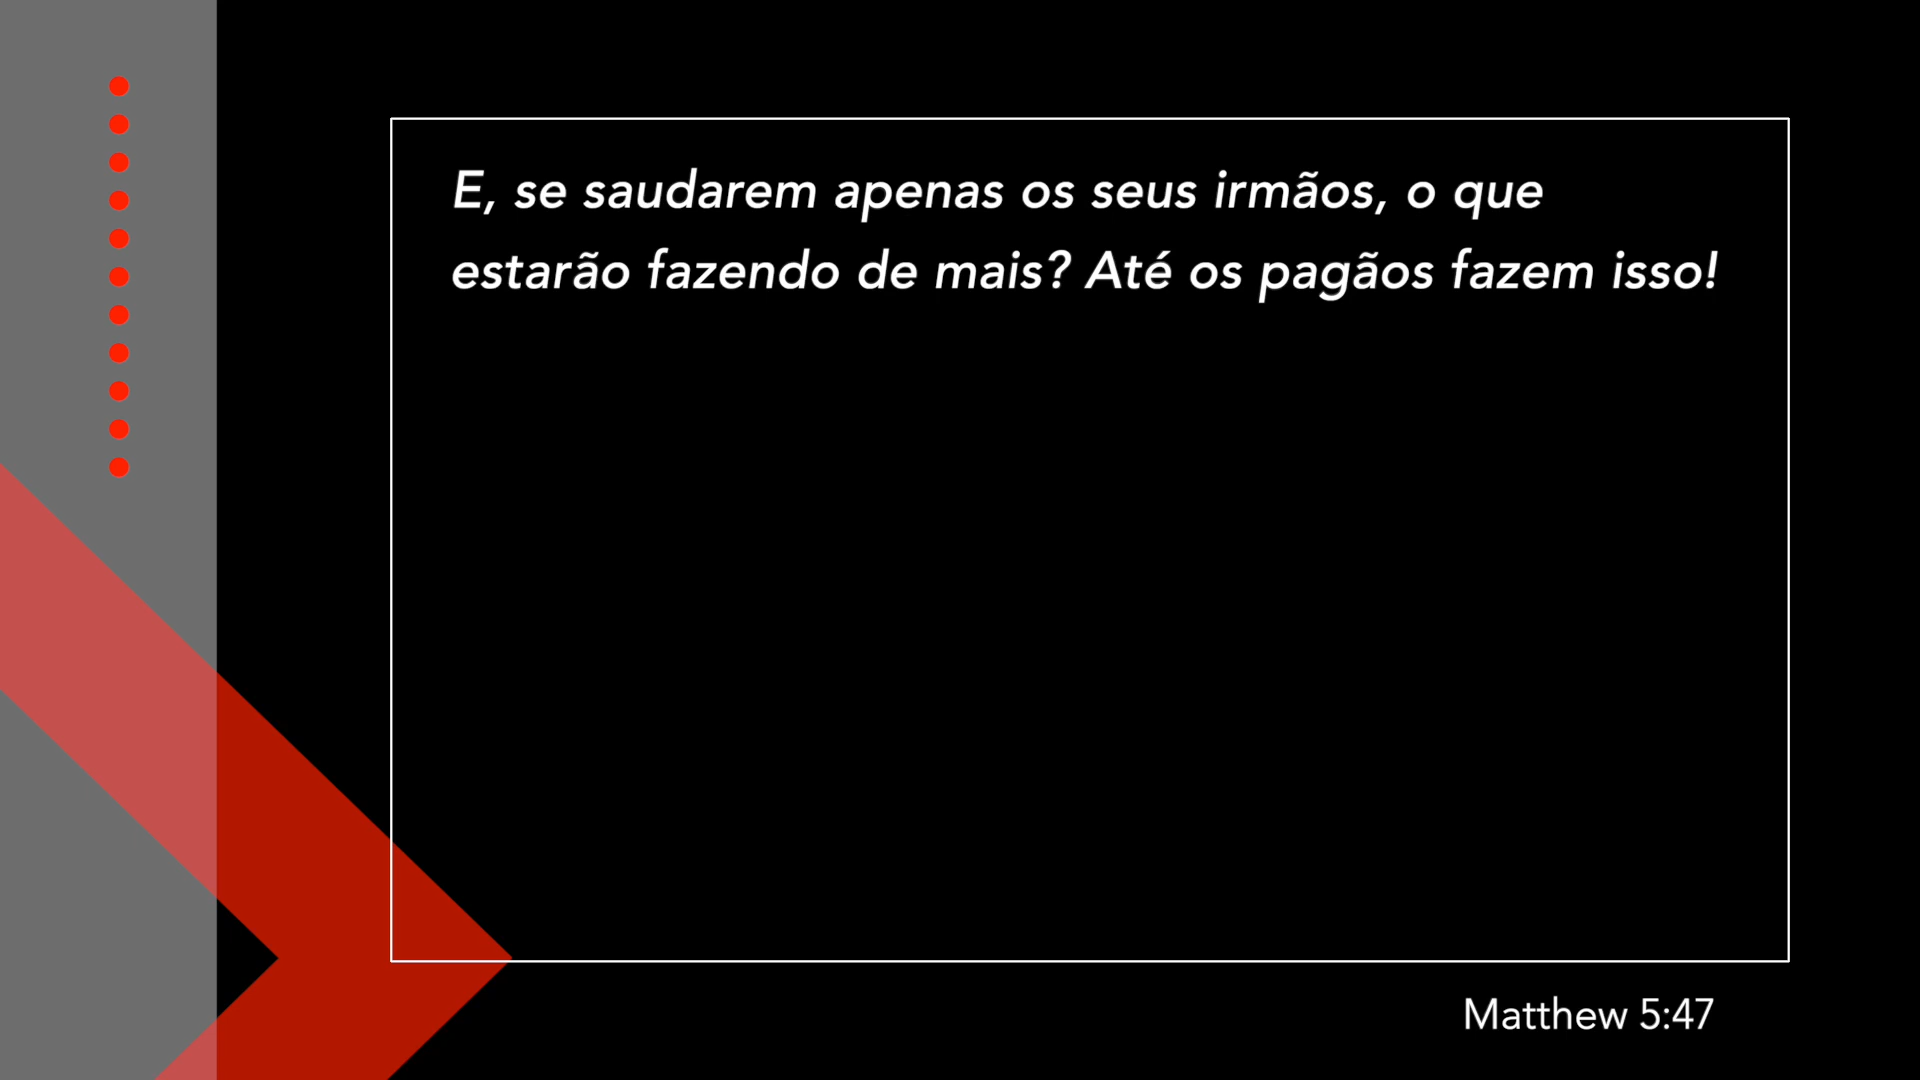 E, se saudarem apenas os seus irmãos, o que
estarão fazendo de mais? Até os pagãos fazem isso!
Matthew 5:47